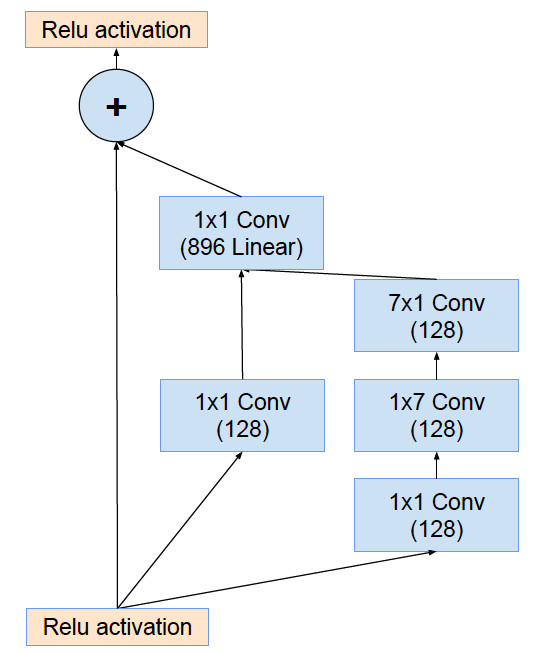 Relu activation
+
1x1 Conv
(896 Linear)
7x1 Conv
(128)
1x1 Conv
(128)
1x7 Conv
(128)
1x1 Conv
(128)
Relu activation